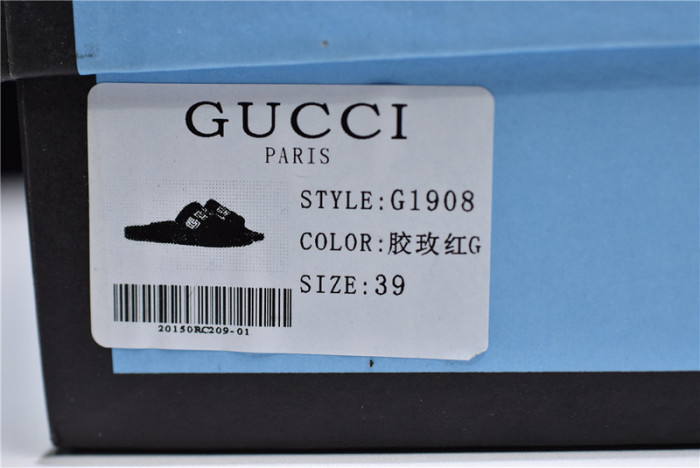 GUCCI
PARIS
STYLE:G1908
COLOR:胶玫红G
SIZE:39
20150RC209-01